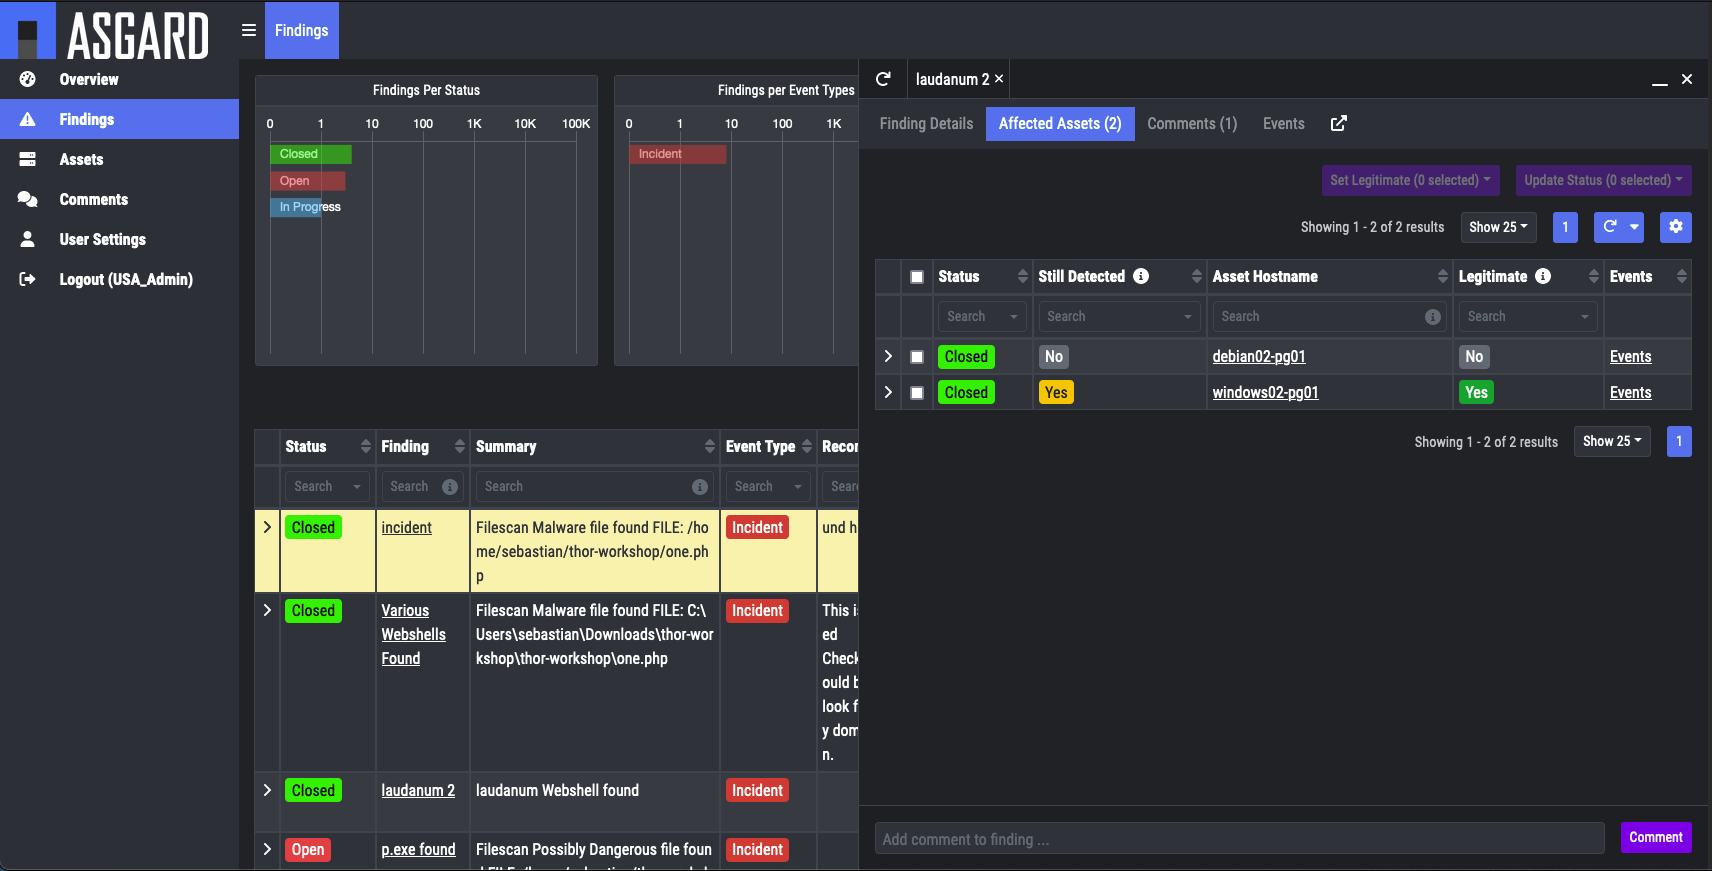 ASGARD
Findings
Overview
Findings
Assets
Comments
User Settings
Logout (USA_Admin)
Findings Per Status
0 1 10 100 1K 10K 100K
Closed
Open
In Progress
Findings per Event Types
0 1 10 100 1K
Incident
Status Finding Summary Event Type Recor
Search Search Search Search Sear
Closed incident Filescan Malware file found FILE: /ho Incident und h
me/sebastian/thor-workshop/one.ph
p
Closed Various Filescan Malware file found FILE: C:\ Incident This i
Webshells Users\sebastian\Downloads\thor-wor ed
Found kshop\thor-workshop\one.php Check
ould b
look f
y dom
n.
Closed laudanum 2 laudanum Webshell found Incident
Open p.exe found Filescan Possibly Dangerous file foun Incident
laudanum 2 ×
Finding Details Affected Assets (2) Comments (1) Events
Set Legitimate (0 selected) Update Status (0 selected)
Showing 1 - 2 of 2 results Show 25 1
Status Still Detected Asset Hostname Legitimate Events
Search Search Search Search
Closed No debian02-pg01 No Events
Closed Yes windows02-pg01 Yes Events
Showing 1 - 2 of 2 results Show 25 1
Add comment to finding ... Comment